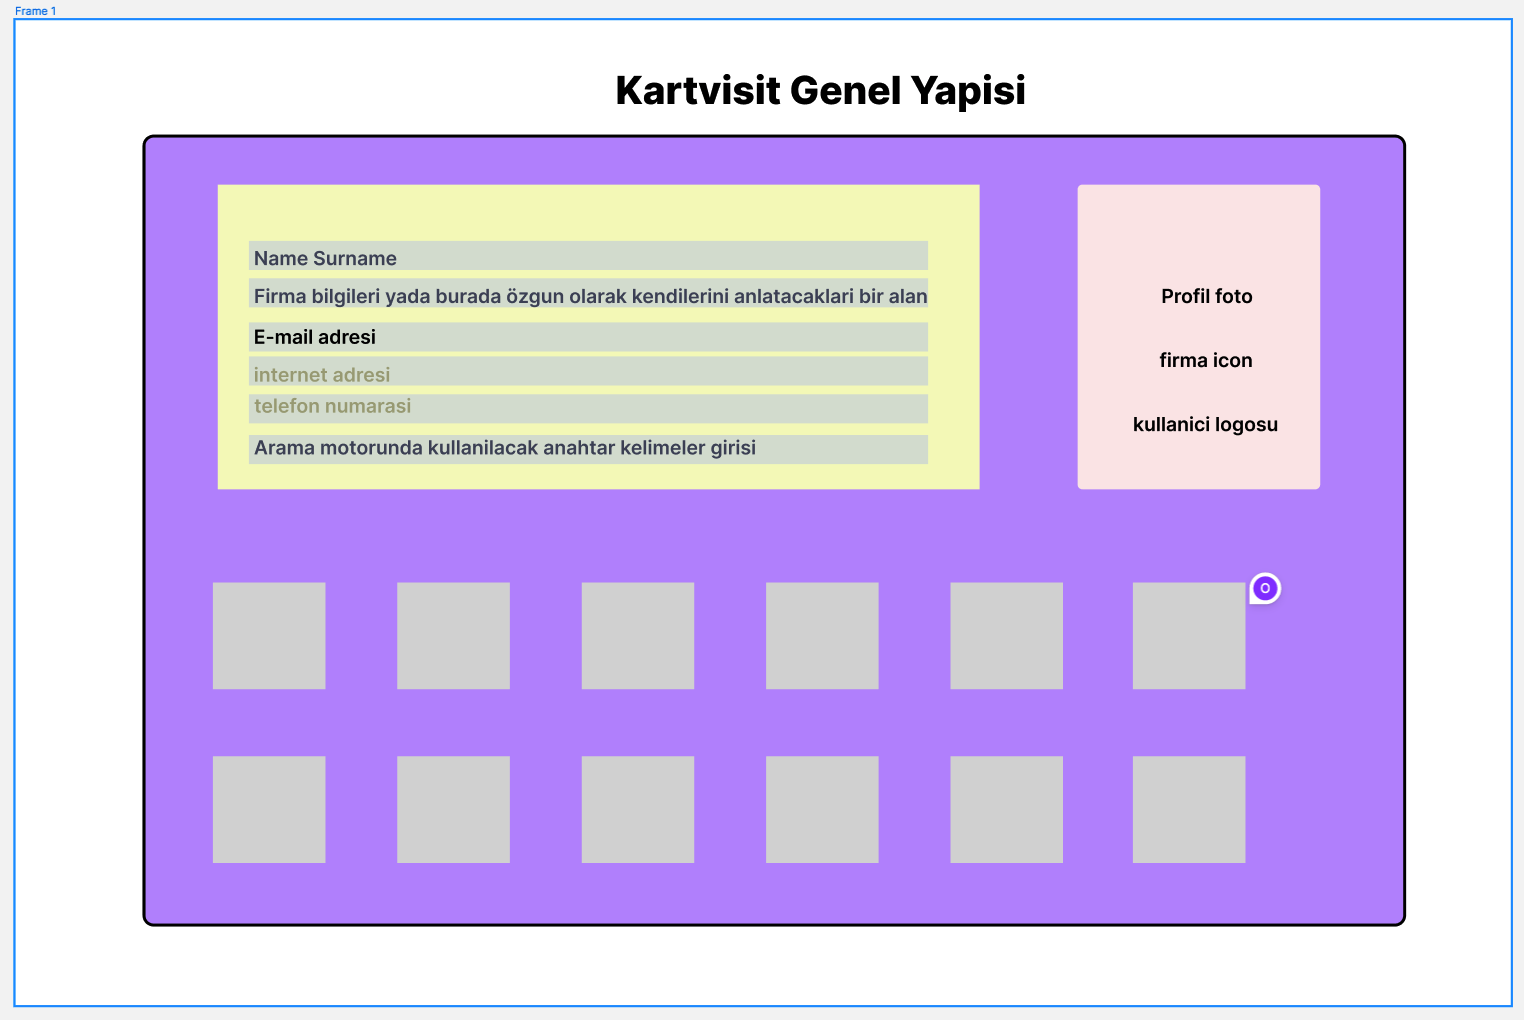 Frame 1
Kartvisit Genel Yapisi
Name Surname
Firma bilgileri yada burada özgun olarak kendilerini anlatacaklari bir alan
E-mail adresi
internet adresi
telefon numarasi
Arama motorunda kullanilacak anahtar kelimeler girisi
Profil foto
firma icon
kullanici logosu
O